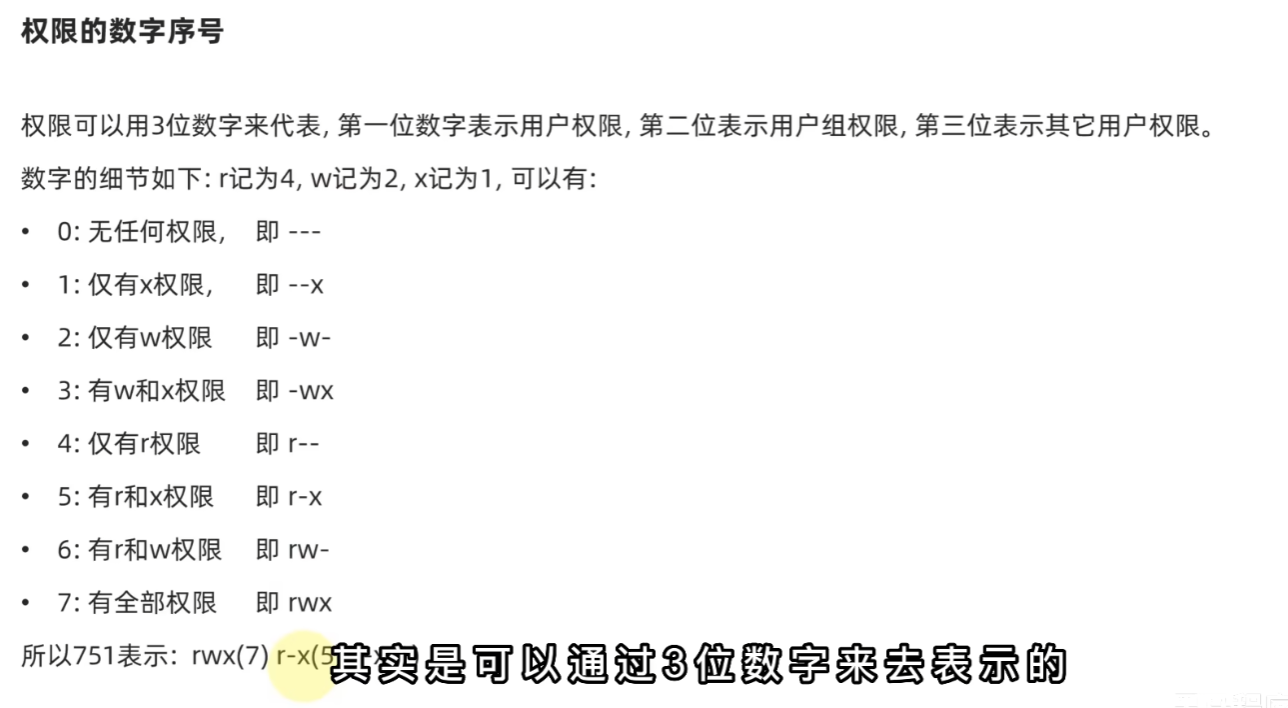 权限的数字序号
权限可以用3位数字来代表, 第一位数字表示用户权限, 第二位表示用户组权限, 第三位表示其它用户权限。
数字的细节如下: r记为4, w记为2, x记为1, 可以有:
• 0: 无任何权限, 即 ---
• 1: 仅有x权限, 即 --x
• 2: 仅有w权限 即 -w-
• 3: 有w和x权限 即 -wx
• 4: 仅有r权限 即 r--
• 5: 有r和x权限 即 r-x
• 6: 有r和w权限 即 rw-
• 7: 有全部权限 即 rwx
所以751表示: rwx(7) r-x(5
其实是可以通过3位数字来去表示的